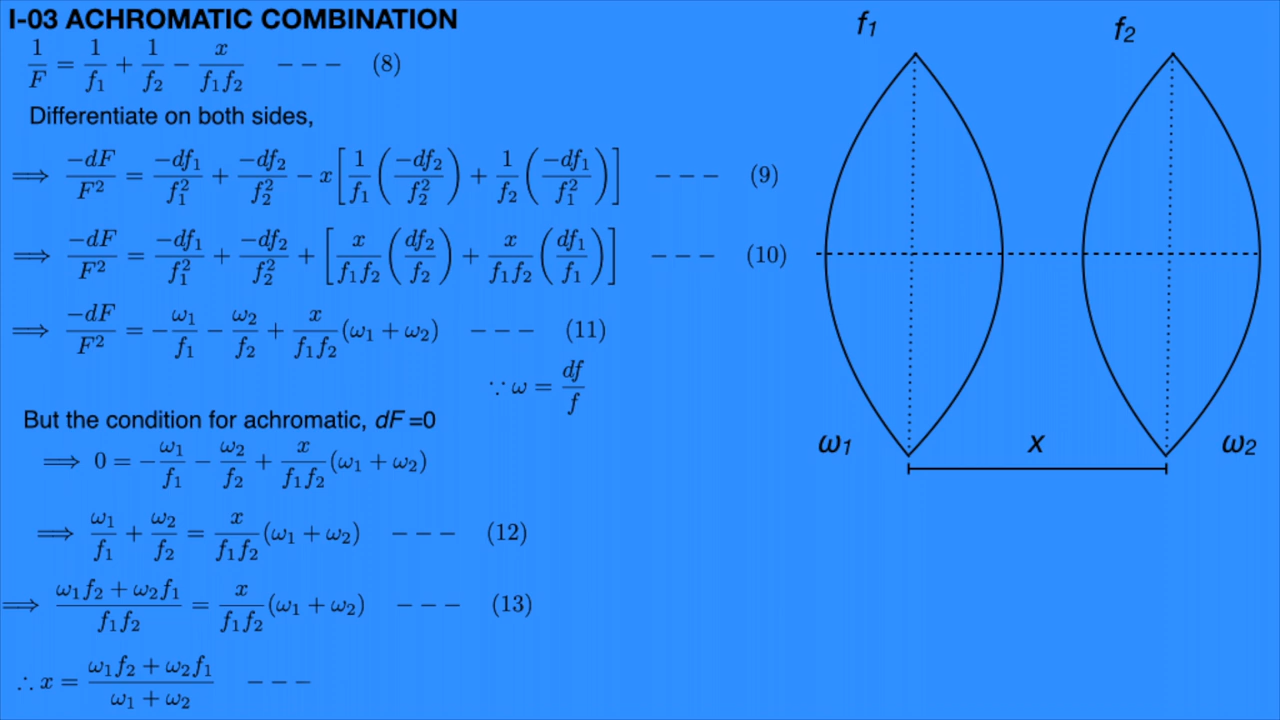 I-03 ACHROMATIC COMBINATION
1/F = 1/f₁ + 1/f₂ − x/(f₁f₂) --- (8)
Differentiate on both sides,
⟹ −dF/F² = −df₁/f₁² + −df₂/f₂² − x[1/f₁(−df₂/f₂²) + 1/f₂(−df₁/f₁²)] --- (9)
⟹ −dF/F² = −df₁/f₁² + −df₂/f₂² + [x/(f₁f₂)(df₂/f₂) + x/(f₁f₂)(df₁/f₁)] --- (10)
⟹ −dF/F² = −ω₁/f₁ − ω₂/f₂ + x/(f₁f₂)(ω₁ + ω₂) --- (11)
∵ ω = df/f
But the condition for achromatic, dF =0
⟹ 0 = −ω₁/f₁ − ω₂/f₂ + x/(f₁f₂)(ω₁ + ω₂)
⟹ ω₁/f₁ + ω₂/f₂ = x/(f₁f₂)(ω₁ + ω₂) --- (12)
⟹ (ω₁f₂ + ω₂f₁)/(f₁f₂) = x/(f₁f₂)(ω₁ + ω₂) --- (13)
∴ x = (ω₁f₂ + ω₂f₁)/(ω₁ + ω₂) ---
f₁ f₂
ω₁ x ω₂